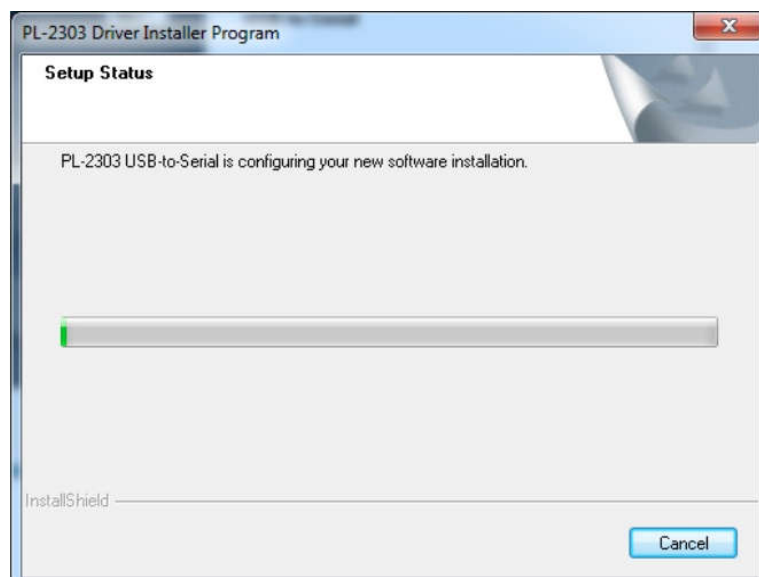 PL-2303 Driver Installer Program
Setup Status
PL-2303 USB-to-Serial is configuring your new software installation.
InstallShield
Cancel